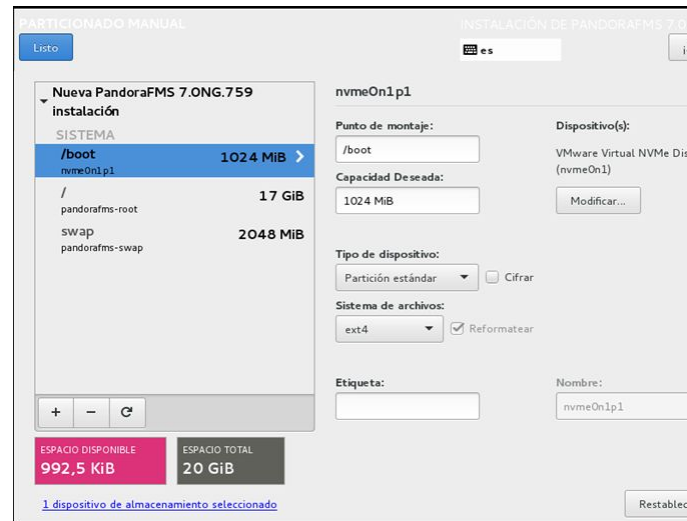 PARTICIONADO MANUAL
INSTALACIÓN DE PANDORAFMS 7.0
Listo
es
Nueva PandoraFMS 7.0NG.759
instalación
SISTEMA
/boot
1024 MiB
nvme0n1p1
/
17 GiB
pandorafms-root
swap
2048 MiB
pandorafms-swap
nvme0n1p1
Punto de montaje:
/boot
Capacidad Deseada:
1024 MiB
Dispositivo(s):
VMware Virtual NVMe Dis
(nvme0n1)
Modificar...
Tipo de dispositivo:
Partición estándar
Cifrar
Sistema de archivos:
ext4
Reformatear
Etiqueta:
Nombre:
nvme0n1p1
+ −
ESPACIO DISPONIBLE
992,5 KiB
ESPACIO TOTAL
20 GiB
1 dispositivo de almacenamiento seleccionado
Restablec